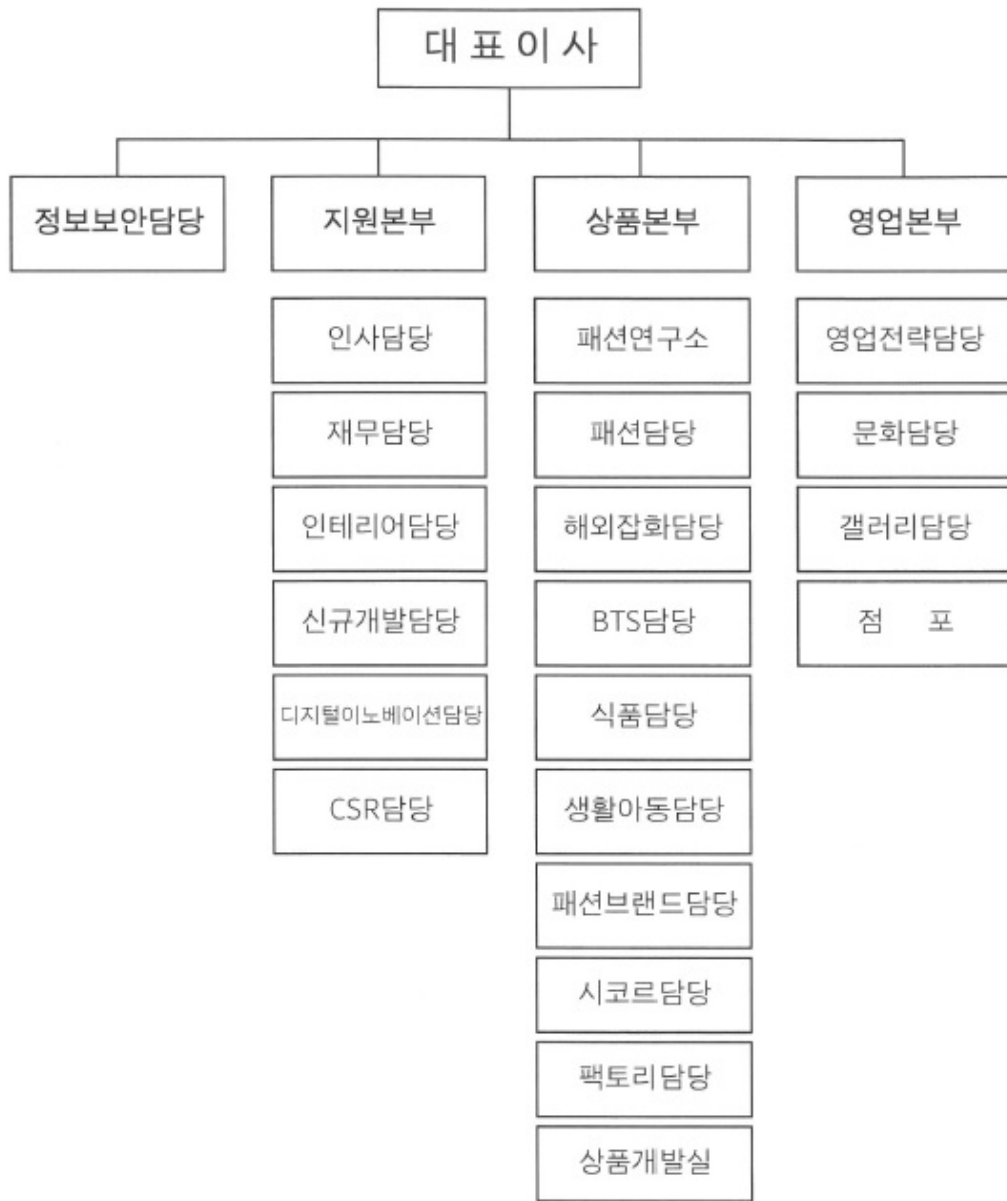 대 표 이 사
정보보안담당
지원본부
상품본부
영업본부
인사담당
패션연구소
영업전략담당
재무담당
패션담당
문화담당
인테리어담당
해외잡화담당
갤러리담당
신규개발담당
BTS담당
점 포
디지털이노베이션담당
식품담당
CSR담당
생활아동담당
패션브랜드담당
시코르담당
팩토리담당
상품개발실